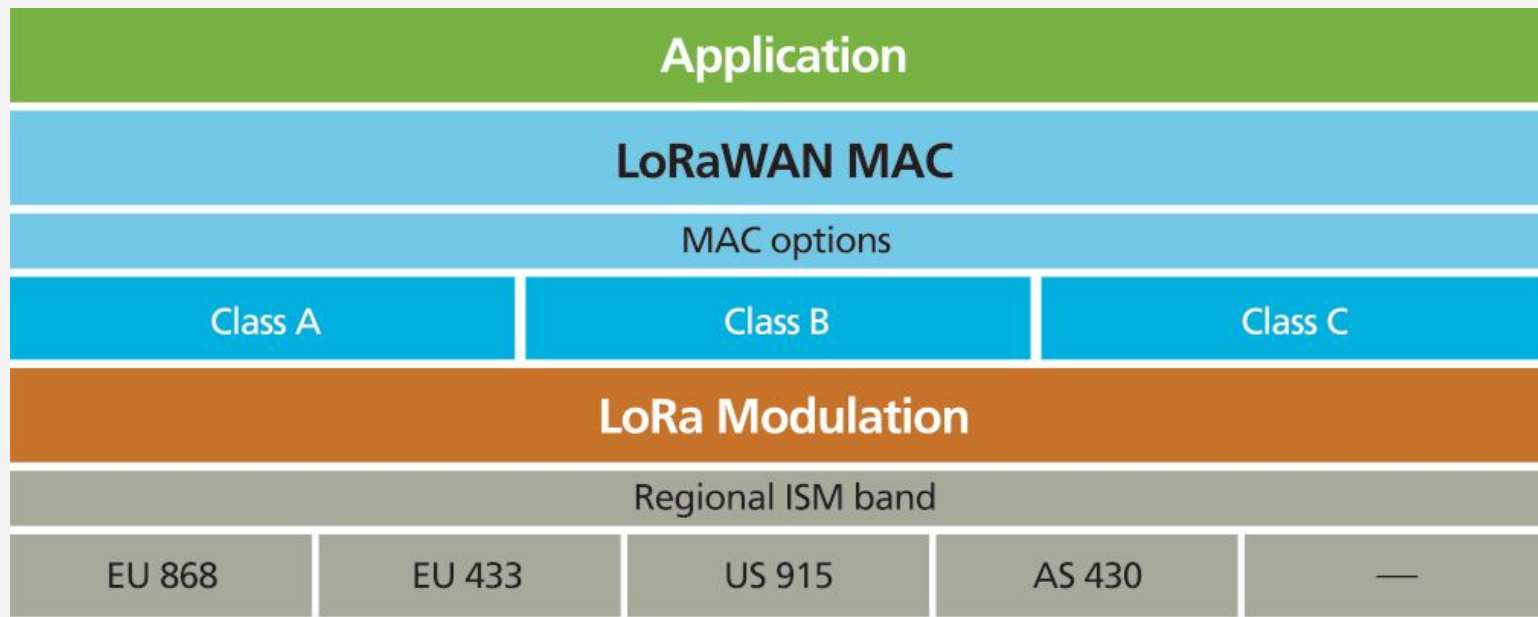 Application
LoRaWAN MAC
MAC options
Class A
Class B
Class C
LoRa Modulation
Regional ISM band
EU 868
EU 433
US 915
AS 430
—